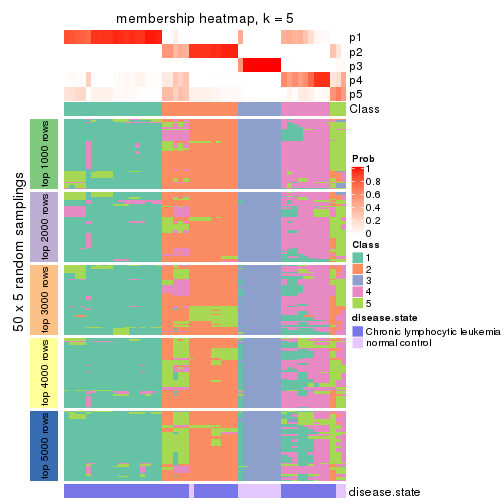 membership heatmap, k = 5
p1
p2
p3
p4
p5
Class
50 x 5 random samplings
top 1000 rows
top 2000 rows
top 3000 rows
top 4000 rows
top 5000 rows
disease.state
Prob
1
0.8
0.6
0.4
0.2
0
Class
1
2
3
4
5
disease.state
Chronic lymphocytic leukemia
normal control